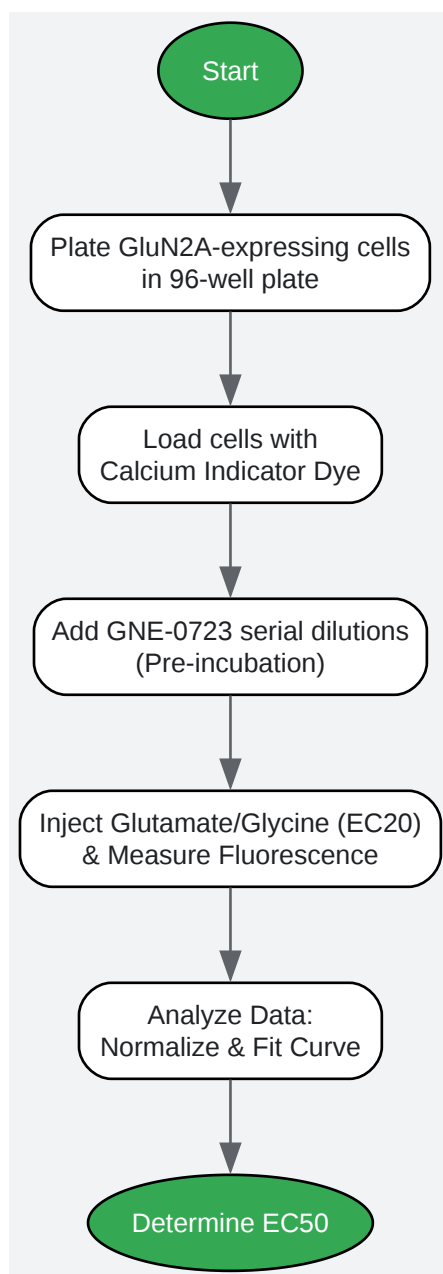 Start
Plate GluN2A-expressing cells
in 96-well plate
Load cells with
Calcium Indicator Dye
Add GNE-0723 serial dilutions
(Pre-incubation)
Inject Glutamate/Glycine (EC20)
& Measure Fluorescence
Analyze Data:
Normalize & Fit Curve
Determine EC50